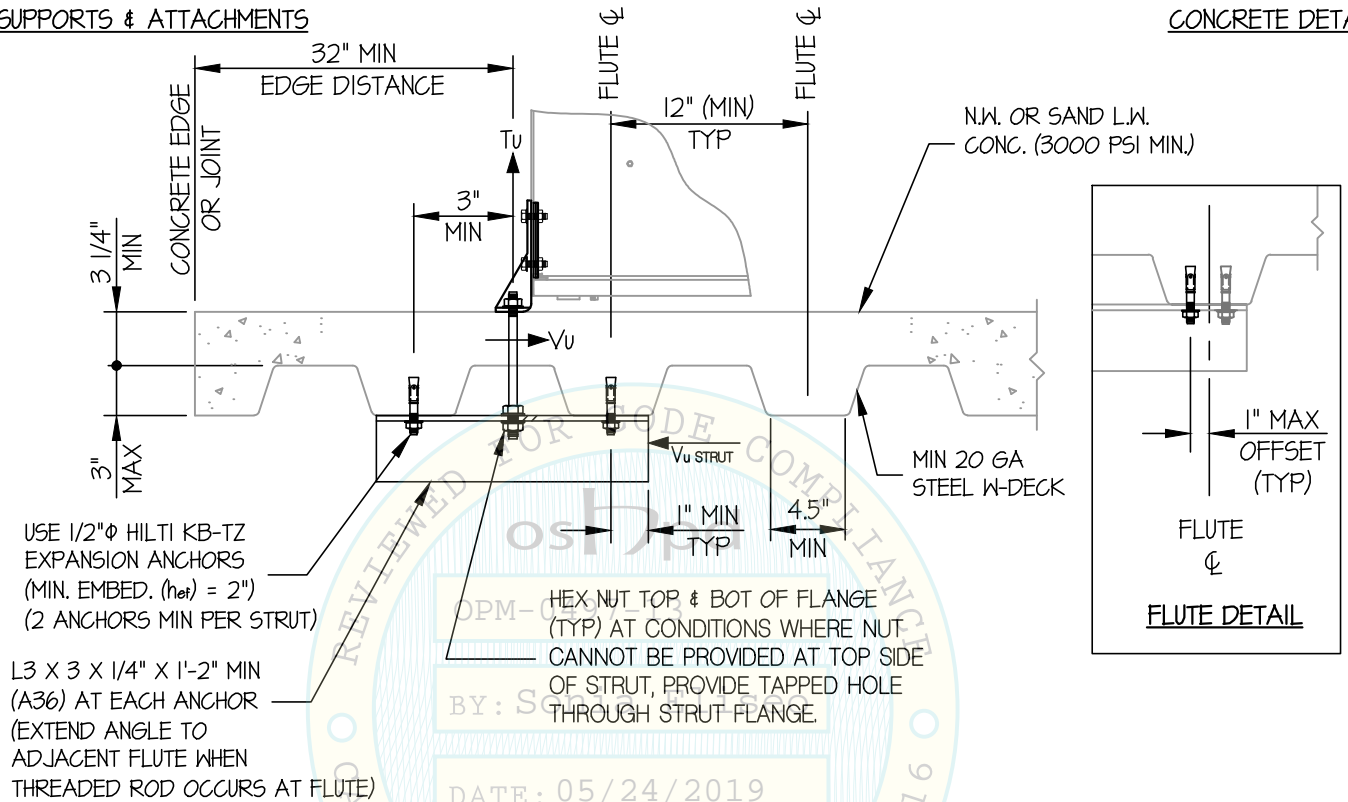 SUPPORTS & ATTACHMENTS
CONCRETE DETA
32" MIN
EDGE DISTANCE
CONCRETE EDGE
OR JOINT
FLUTE ℄
FLUTE ℄
12" (MIN)
TYP
N.W. OR SAND L.W.
CONC. (3000 PSI MIN.)
Tu
3"
MIN
3 1/4"
MIN
Vu
3"
MAX
Vu STRUT
MIN 20 GA
STEEL W-DECK
1" MIN
TYP
4.5"
MIN
1" MAX
OFFSET
(TYP)
FLUTE
℄
FLUTE DETAIL
USE 1/2"Φ HILTI KB-TZ
EXPANSION ANCHORS
(MIN. EMBED. (hef) = 2")
(2 ANCHORS MIN PER STRUT)
HEX NUT TOP & BOT OF FLANGE
(TYP) AT CONDITIONS WHERE NUT
CANNOT BE PROVIDED AT TOP SIDE
OF STRUT, PROVIDE TAPPED HOLE
THROUGH STRUT FLANGE.
L3 X 3 X 1/4" X 1'-2" MIN
(A36) AT EACH ANCHOR
(EXTEND ANGLE TO
ADJACENT FLUTE WHEN
THREADED ROD OCCURS AT FLUTE)
REVIEWED FOR CODE COMPLIANCE
oshpd
OPM-0497-13
BY: Sonia Eliseo
DATE: 05/24/2019